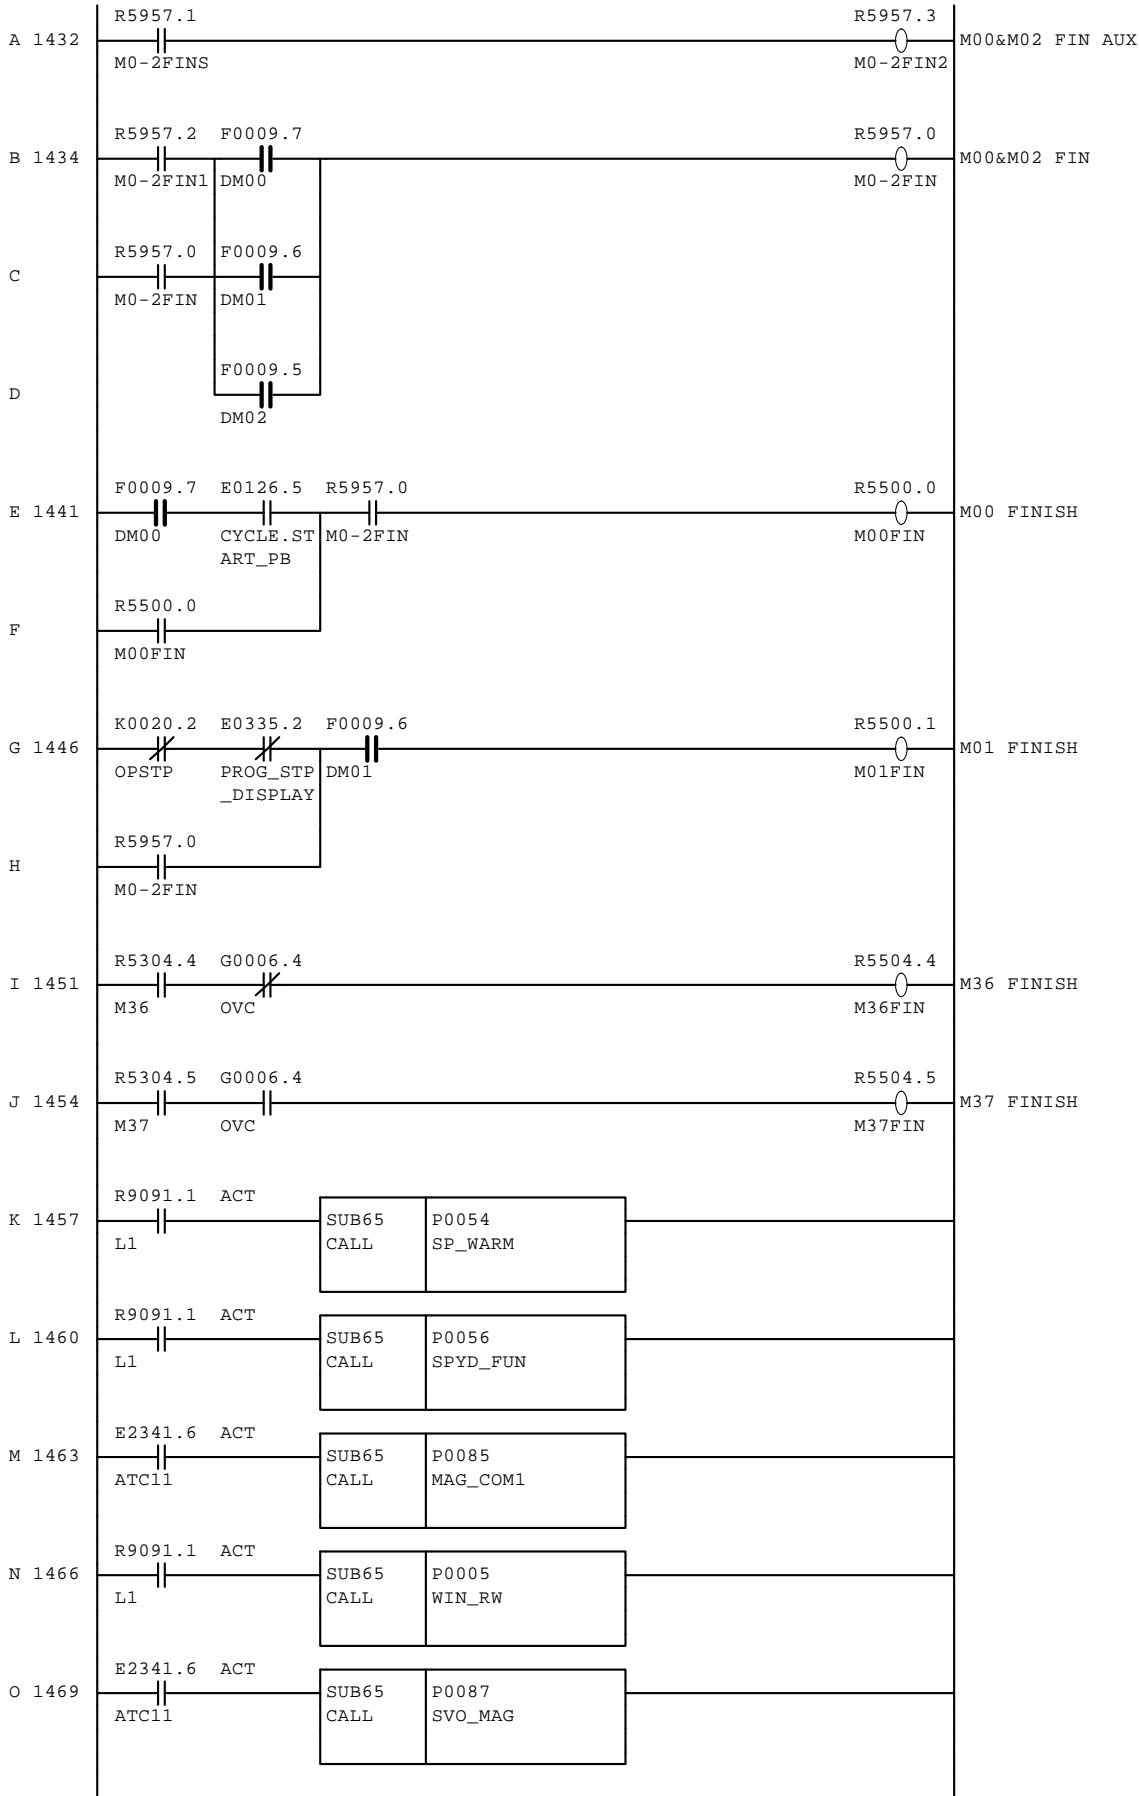 R5957.1 R5957.3
A 1432 M00&M02 FIN AUX
M0-2FINS M0-2FIN2
R5957.2 F0009.7 R5957.0
B 1434 M00&M02 FIN
M0-2FIN1 DM00 M0-2FIN
R5957.0 F0009.6
C
M0-2FIN DM01
F0009.5
D
DM02
F0009.7 E0126.5 R5957.0 R5500.0
E 1441 M00 FINISH
DM00 CYCLE.ST M0-2FIN M00FIN
ART_PB
R5500.0
F
M00FIN
K0020.2 E0335.2 F0009.6 R5500.1
G 1446 M01 FINISH
OPSTP PROG_STP DM01 M01FIN
_DISPLAY
R5957.0
H
M0-2FIN
R5304.4 G0006.4 R5504.4
I 1451 M36 FINISH
M36 OVC M36FIN
R5304.5 G0006.4 R5504.5
J 1454 M37 FINISH
M37 OVC M37FIN
R9091.1 ACT
K 1457 SUB65 P0054
L1 CALL SP_WARM
R9091.1 ACT
L 1460 SUB65 P0056
L1 CALL SPYD_FUN
E2341.6 ACT
M 1463 SUB65 P0085
ATC11 CALL MAG_COM1
R9091.1 ACT
N 1466 SUB65 P0005
L1 CALL WIN_RW
E2341.6 ACT
O 1469 SUB65 P0087
ATC11 CALL SVO_MAG